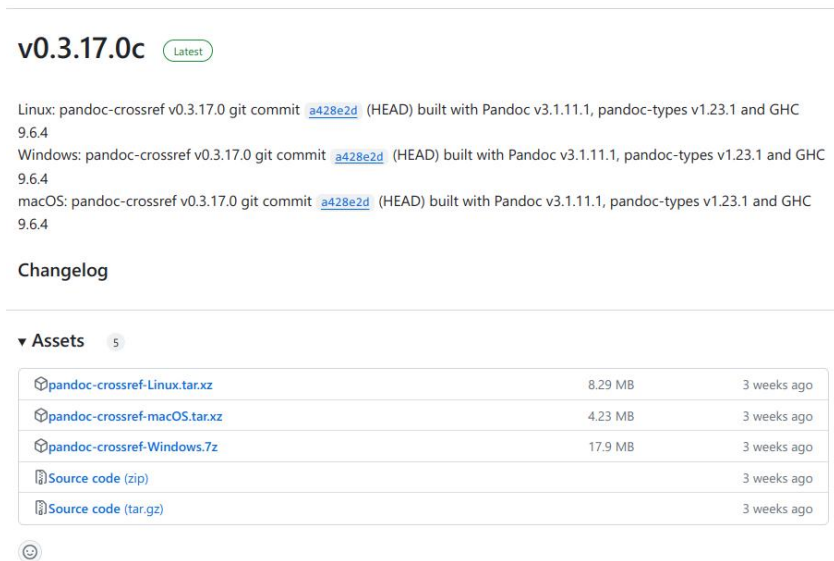 v0.3.17.0c Latest
Linux: pandoc-crossref v0.3.17.0 git commit a428e2d (HEAD) built with Pandoc v3.1.11.1, pandoc-types v1.23.1 and GHC
9.6.4
Windows: pandoc-crossref v0.3.17.0 git commit a428e2d (HEAD) built with Pandoc v3.1.11.1, pandoc-types v1.23.1 and GHC
9.6.4
macOS: pandoc-crossref v0.3.17.0 git commit a428e2d (HEAD) built with Pandoc v3.1.11.1, pandoc-types v1.23.1 and GHC
9.6.4
Changelog
Assets 5
pandoc-crossref-Linux.tar.xz 8.29 MB 3 weeks ago
pandoc-crossref-macOS.tar.xz 4.23 MB 3 weeks ago
pandoc-crossref-Windows.7z 17.9 MB 3 weeks ago
Source code (zip) 3 weeks ago
Source code (tar.gz) 3 weeks ago